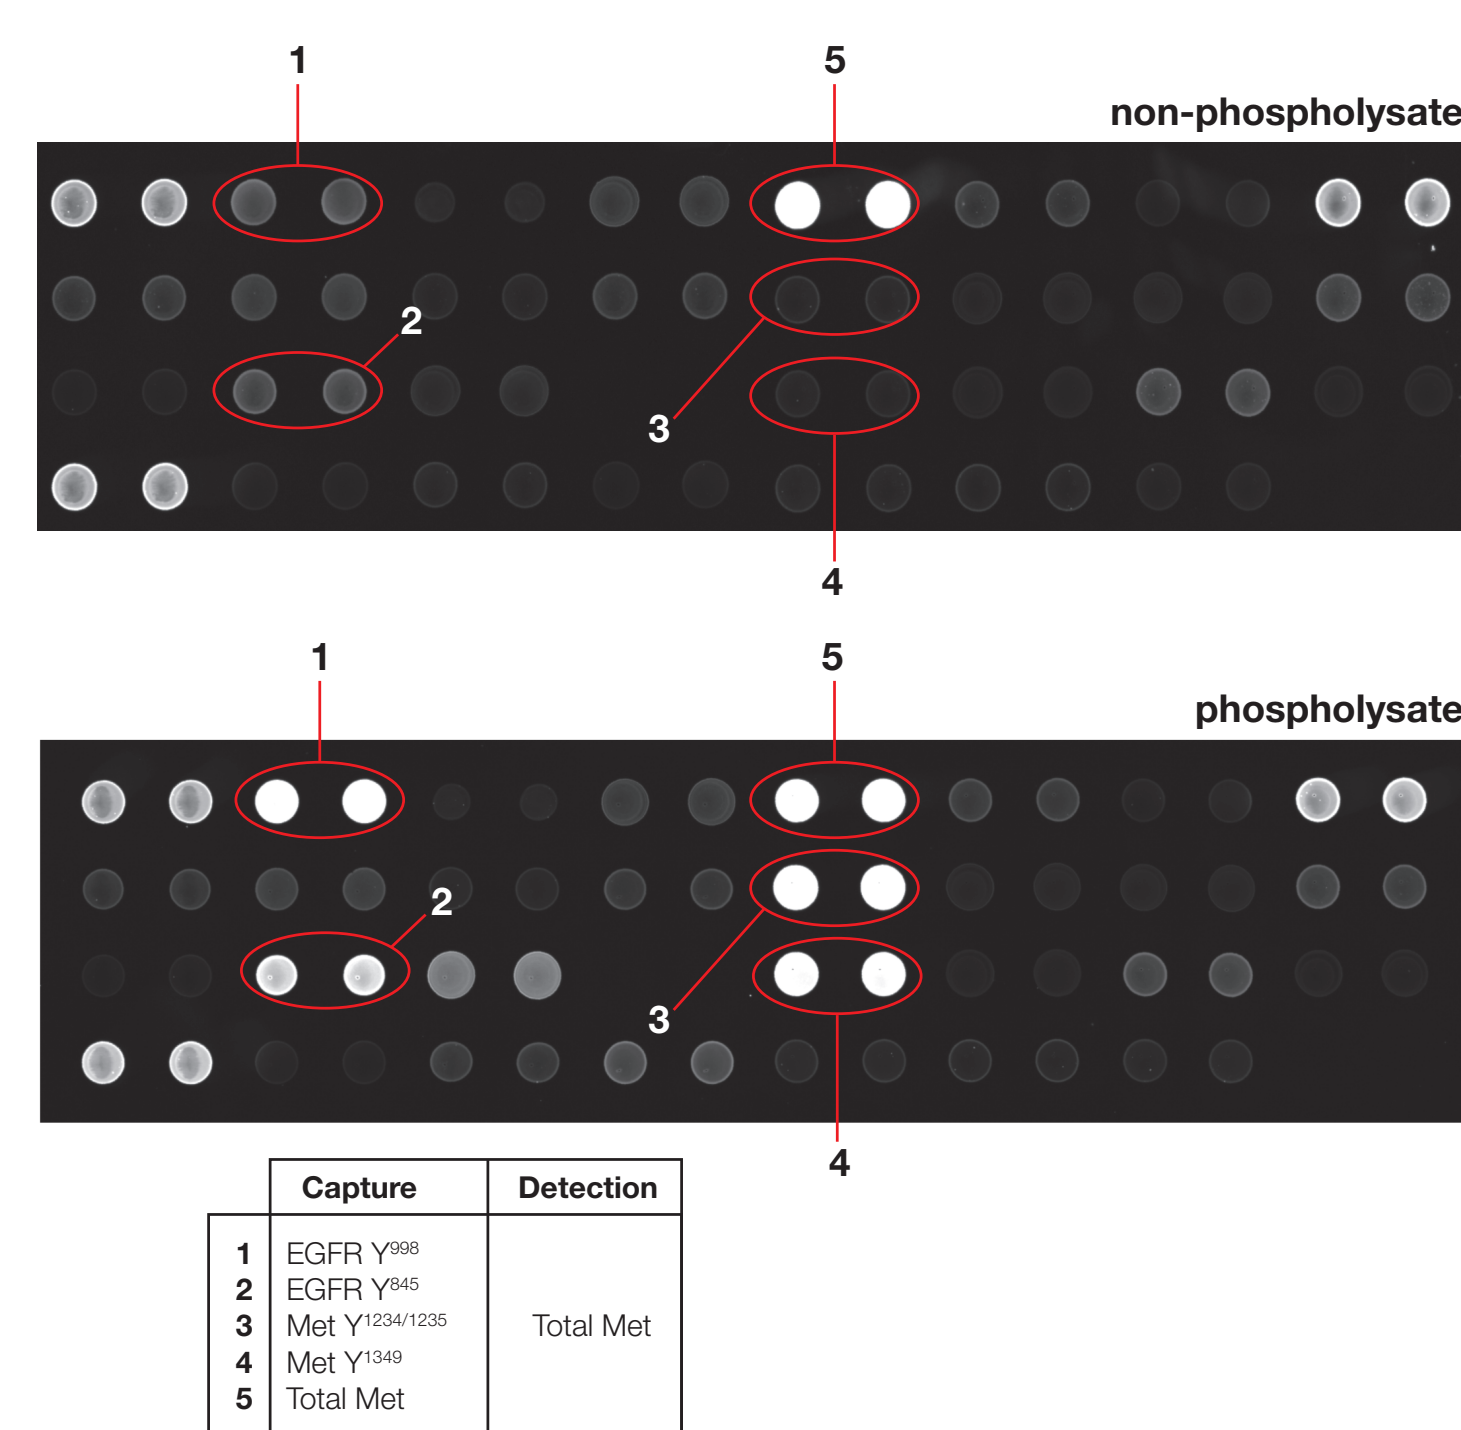 1 5
non-phospholysate
2
3
4
1 5
phospholysate
2
3
4
Capture Detection
1 EGFR Y⁹⁹⁸
2 EGFR Y⁸⁴⁵
3 Met Y¹²³⁴/¹²³⁵ Total Met
4 Met Y¹³⁴⁹
5 Total Met